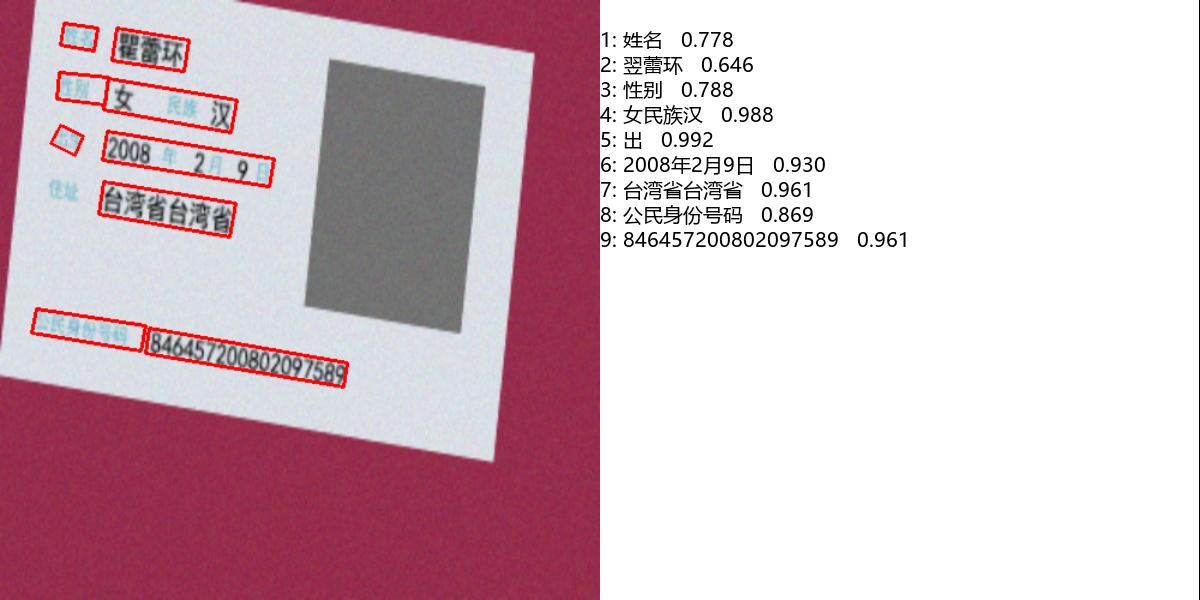 姓名 瞿蕾环
性别 女 民族 汉
出生 2008 年 2 月 9 日
住址 台湾省台湾省
公民身份号码 846457200802097589
1: 姓名 0.778
2: 翌蕾环 0.646
3: 性别 0.788
4: 女民族汉 0.988
5: 出 0.992
6: 2008年2月9日 0.930
7: 台湾省台湾省 0.961
8: 公民身份号码 0.869
9: 846457200802097589 0.961